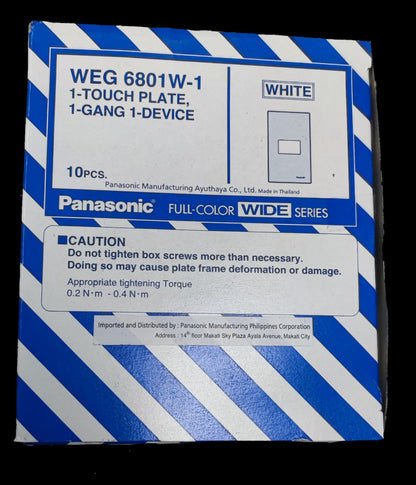 WEG 6801W-1
1-TOUCH PLATE,
1-GANG 1-DEVICE
WHITE
10PCS.
Panasonic Manufacturing Ayuthaya Co., Ltd. Made in Thailand
Panasonic FULL-COLOR WIDE SERIES
■CAUTION
Do not tighten box screws more than necessary.
Doing so may cause plate frame deformation or damage.
Appropriate tightening Torque
0.2 N·m - 0.4 N·m
Imported and Distributed by : Panasonic Manufacturing Philippines Corporation
Address : 14th floor Makati Sky Plaza Ayala Avenue, Makati City